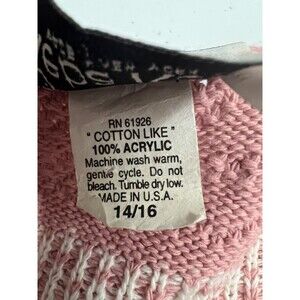 RN 61926
"COTTON LIKE"
100% ACRYLIC
Machine wash warm,
gentle cycle. Do not
bleach. Tumble dry low.
MADE IN U.S.A.
14/16